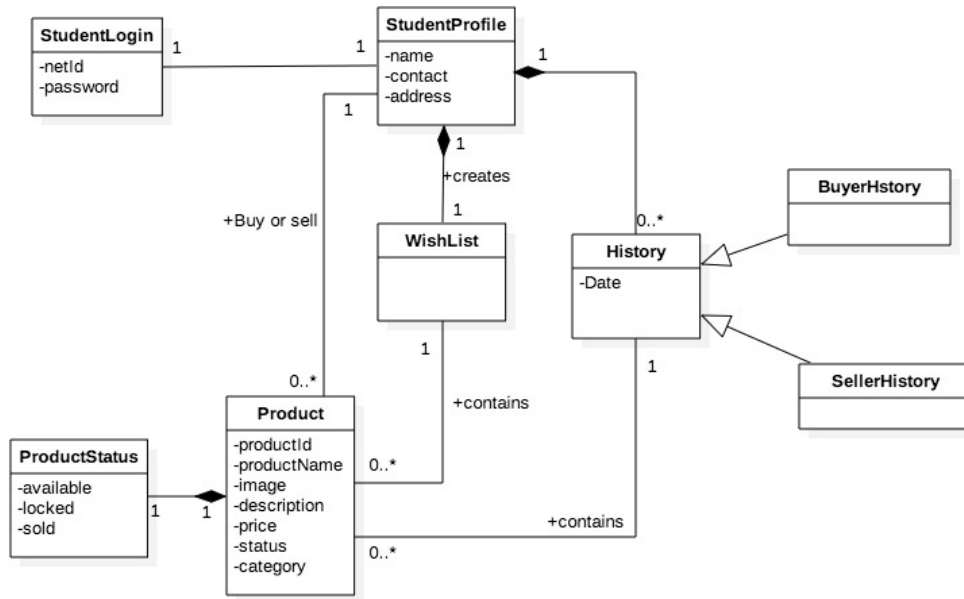 StudentLogin
-netId
-password
1
1
StudentProfile
-name
-contact
-address
1
1
1
+creates
+Buy or sell
1
WishList
0..*
History
-Date
BuyerHstory
SellerHistory
1
1
0..*
+contains
0..*
+contains
0..*
Product
-productId
-productName
-image
-description
-price
-status
-category
ProductStatus
-available
-locked
-sold
1
1